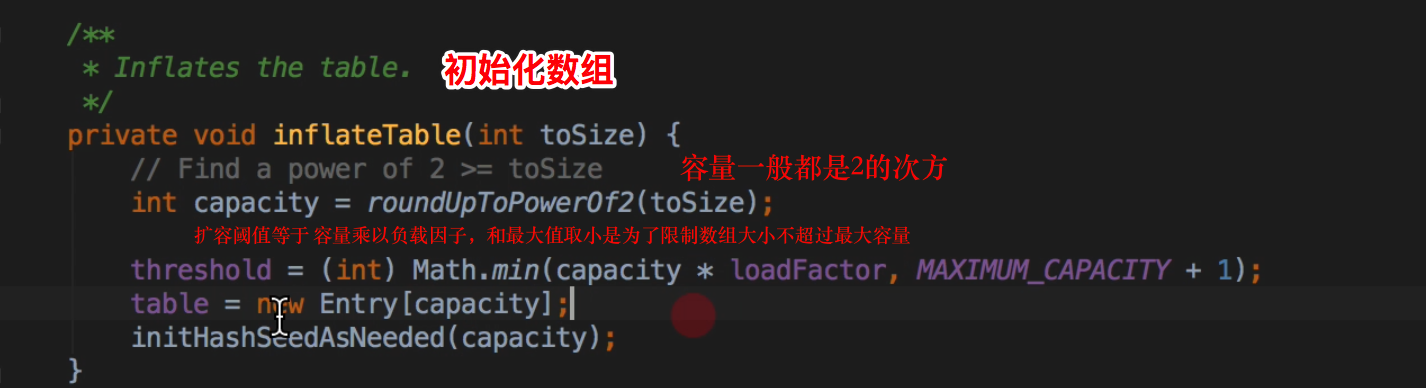 /**
* Inflates the table. 初始化数组
*/
private void inflateTable(int toSize) {
// Find a power of 2 >= toSize 容量一般都是2的次方
int capacity = roundUpToPowerOf2(toSize);
扩容阈值等于 容量乘以负载因子，和最大值取小是为了限制数组大小不超过最大容量
threshold = (int) Math.min(capacity * loadFactor, MAXIMUM_CAPACITY + 1);
table = new Entry[capacity];
initHashSeedAsNeeded(capacity);
}